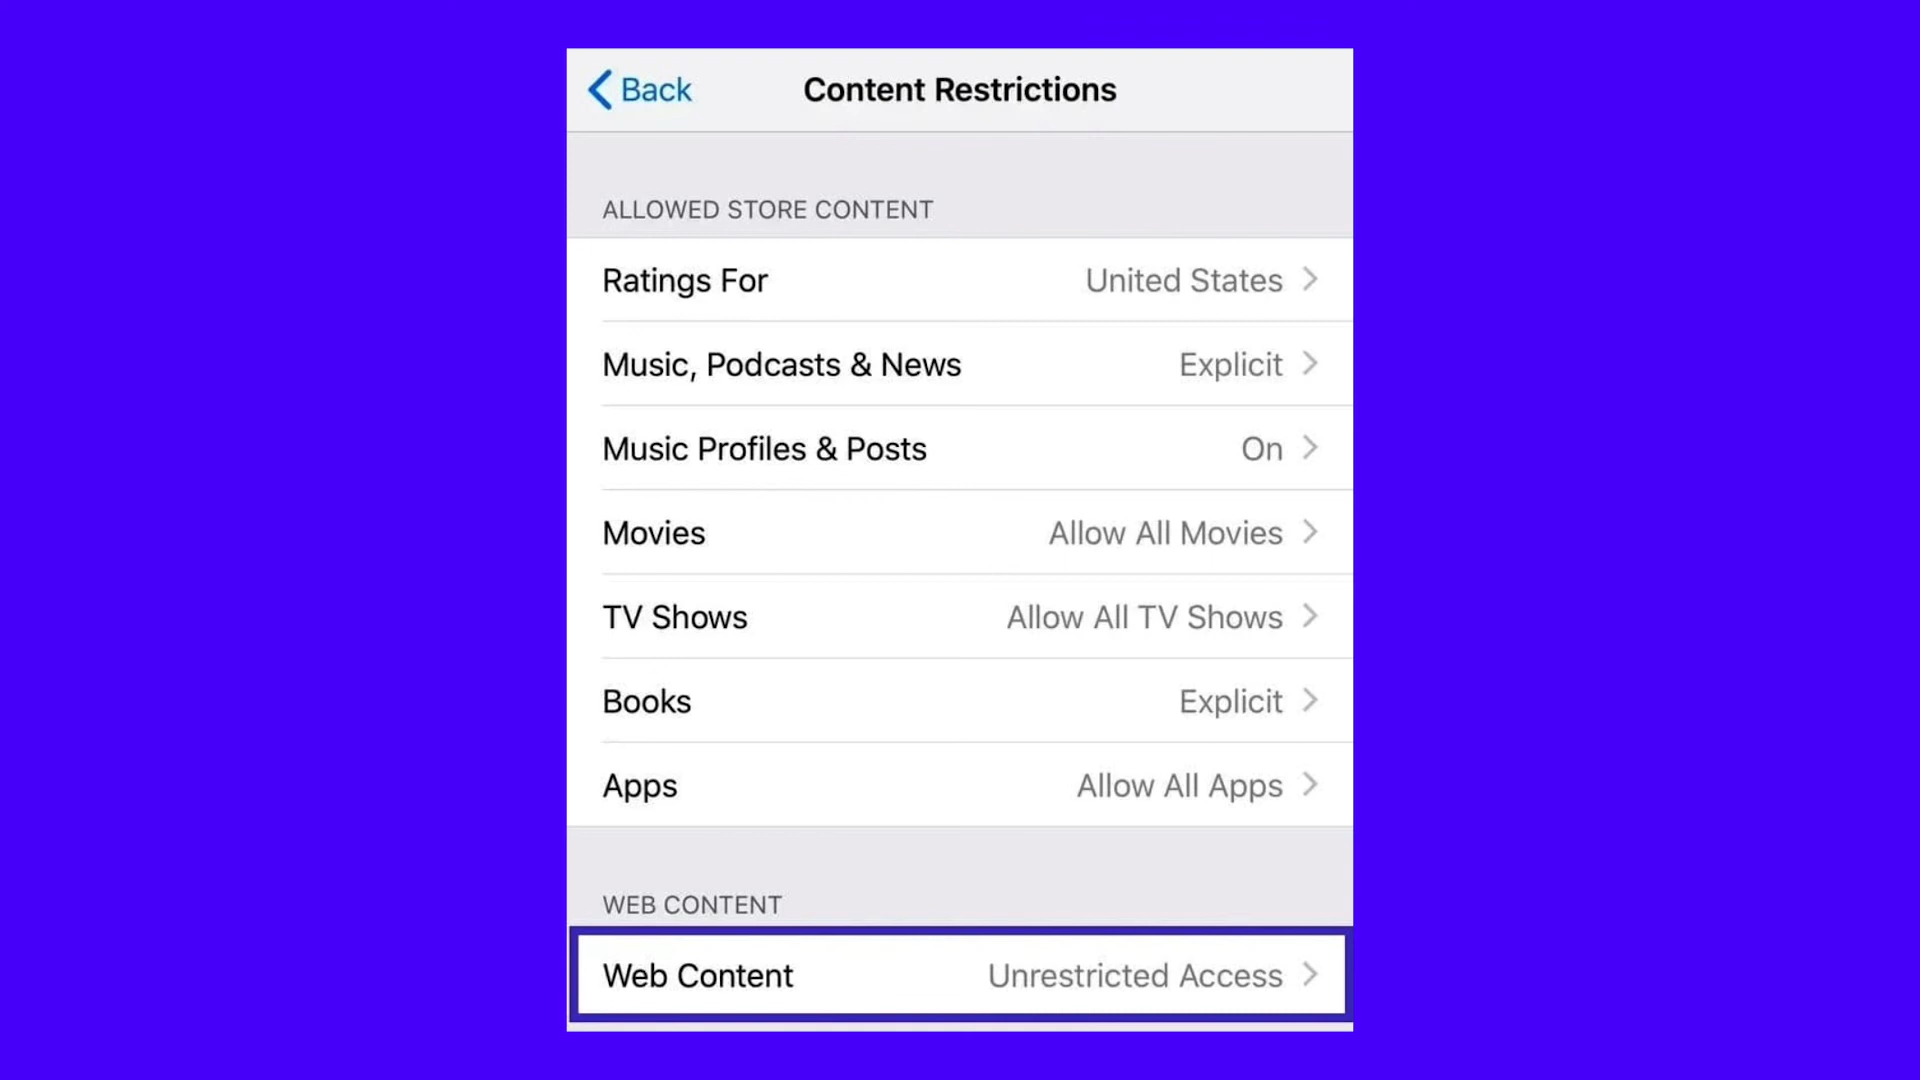 Back
Content Restrictions
ALLOWED STORE CONTENT
Ratings For United States
Music, Podcasts & News Explicit
Music Profiles & Posts On
Movies Allow All Movies
TV Shows Allow All TV Shows
Books Explicit
Apps Allow All Apps
WEB CONTENT
Web Content Unrestricted Access